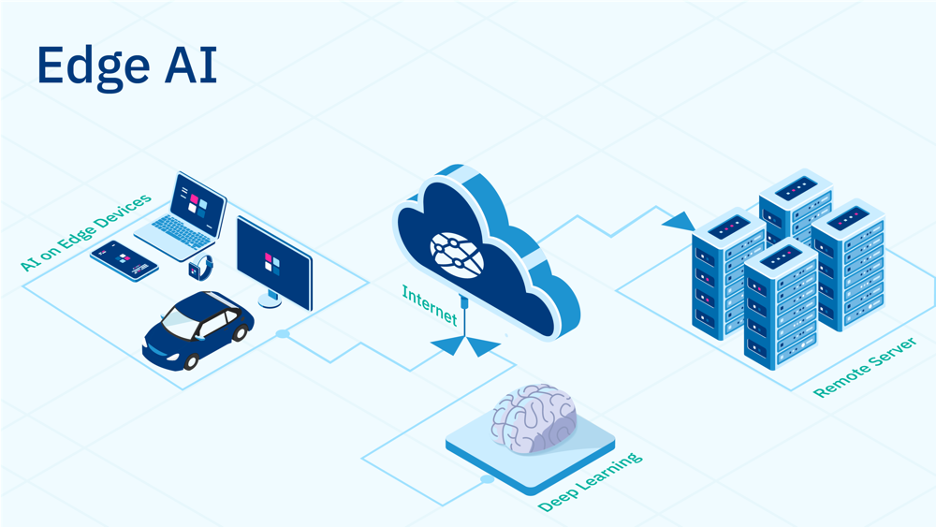 Edge AI
AI on Edge Devices
Internet
Remote Server
Deep Learning